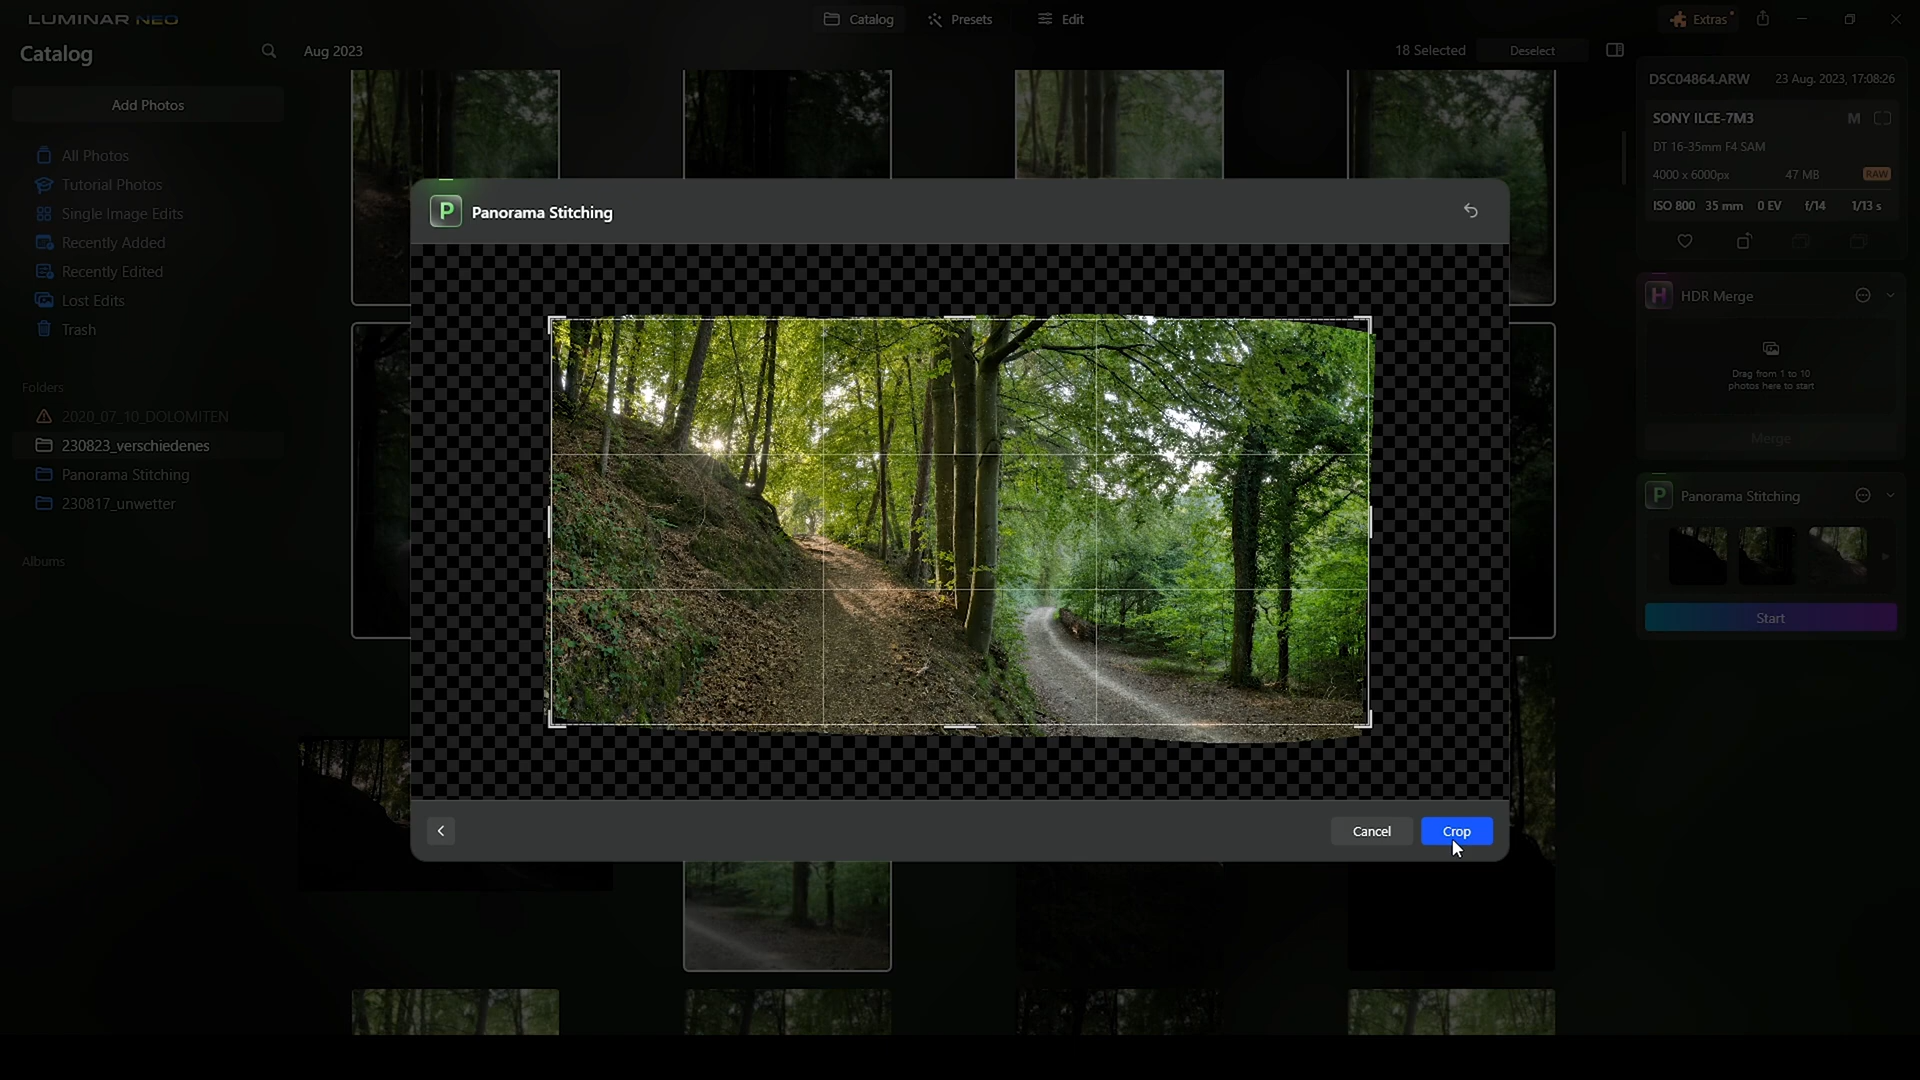 LUMINAR NEO
Catalog
Presets
Edit
Extras
Catalog
Aug 2023
18 Selected
Deselect
Add Photos
All Photos
Tutorial Photos
Single Image Edits
Recently Added
Recently Edited
Lost Edits
Trash
Folders
2020_07_10_DOLOMITEN
230823_verschiedenes
Panorama Stitching
230817_unwetter
Albums
P Panorama Stitching
Cancel
Crop
DSC04864.ARW 23 Aug. 2023, 17:08:26
SONY ILCE-7M3 M
DT 16-35mm F4 SAM
4000 x 6000px 47 MB RAW
ISO 800 35 mm 0 EV f/14 1/13 s
H HDR Merge
Drag from 1 to 10
photos here to start
Merge
P Panorama Stitching
Start